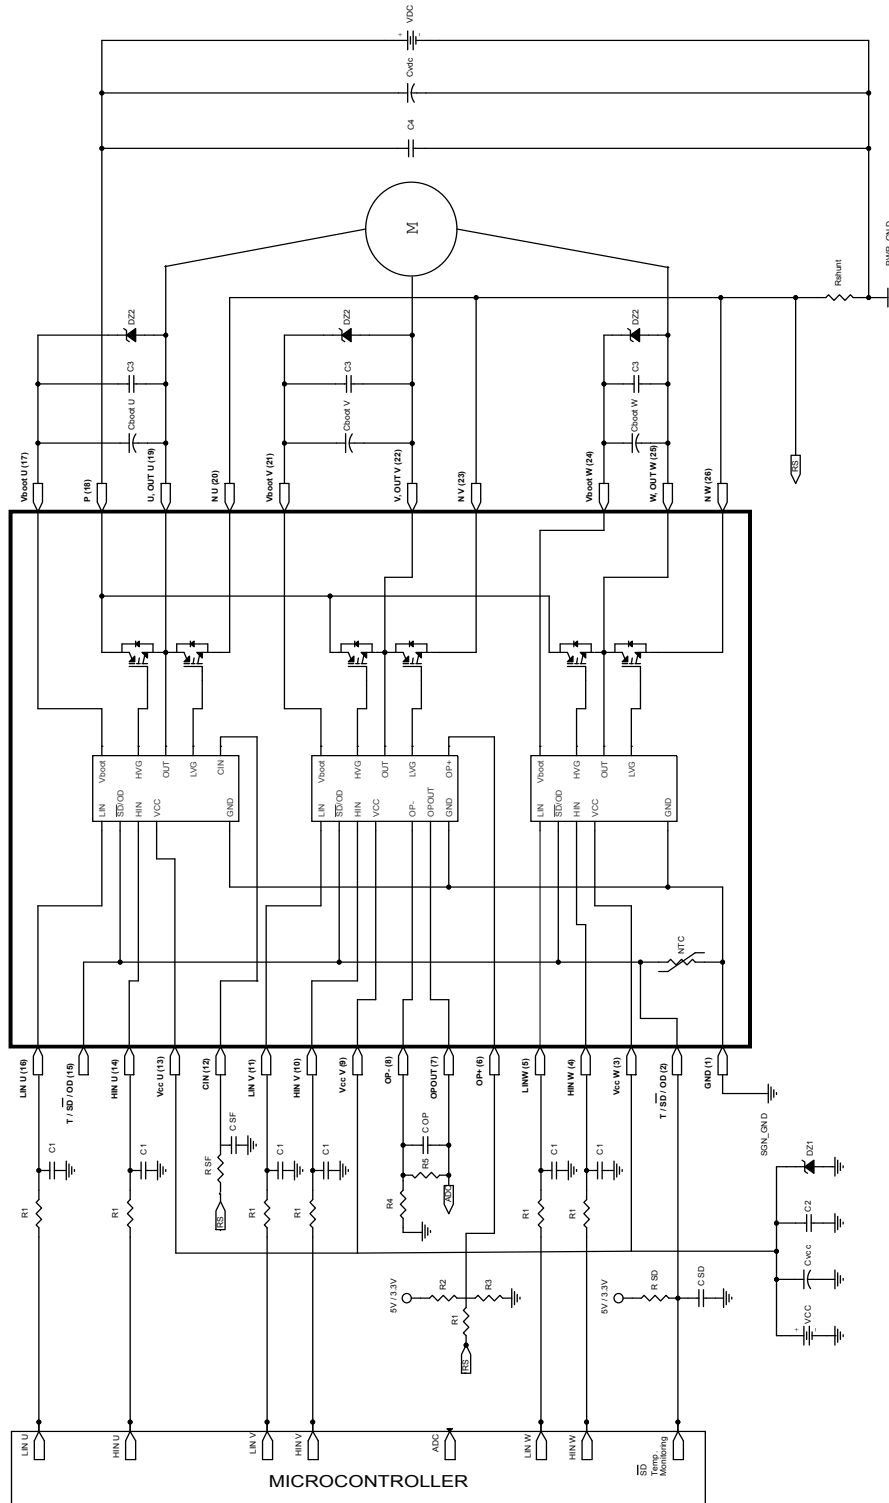 VDC
+
-
Cvdc
C4
M
Rshunt
PWR_GND
DZ2
C3
Cboot U
DZ2
C3
Cboot V
DZ2
C3
Cboot W
RS
Vboot U (17)
P (18)
U, OUT U (19)
N U (20)
Vboot V (21)
V, OUT V (22)
N V (23)
Vboot W (24)
W, OUT W (25)
N W (26)
Vboot
HVG
OUT
LVG
CIN
LIN
SD/OD
HIN
VCC
GND
Vboot
HVG
OUT
LVG
OP+
LIN
SD/OD
HIN
VCC
OP-
OPOUT
GND
Vboot
HVG
OUT
LVG
LIN
SD/OD
HIN
VCC
GND
NTC
LIN U (16)
T / SD / OD (15)
HIN U (14)
Vcc U (13)
CIN (12)
LIN V (11)
HIN V (10)
Vcc V (9)
OP- (8)
OPOUT (7)
OP+ (6)
LINW (5)
HIN W (4)
Vcc W (3)
T / SD / OD (2)
GND (1)
SGN_GND
C1
R1
C1
R1
C SF
R SF
RS
C1
R1
C1
R1
C OP
R5
R4
ADC
C1
R1
C1
R1
5V / 3.3V
R2
R3
R1
RS
5V / 3.3V
R SD
C SD
DZ1
C2
Cvcc
VCC
+
-
LIN U
HIN U
LIN V
HIN V
ADC
LIN W
HIN W
SD
Temp.
Monitoring
MICROCONTROLLER